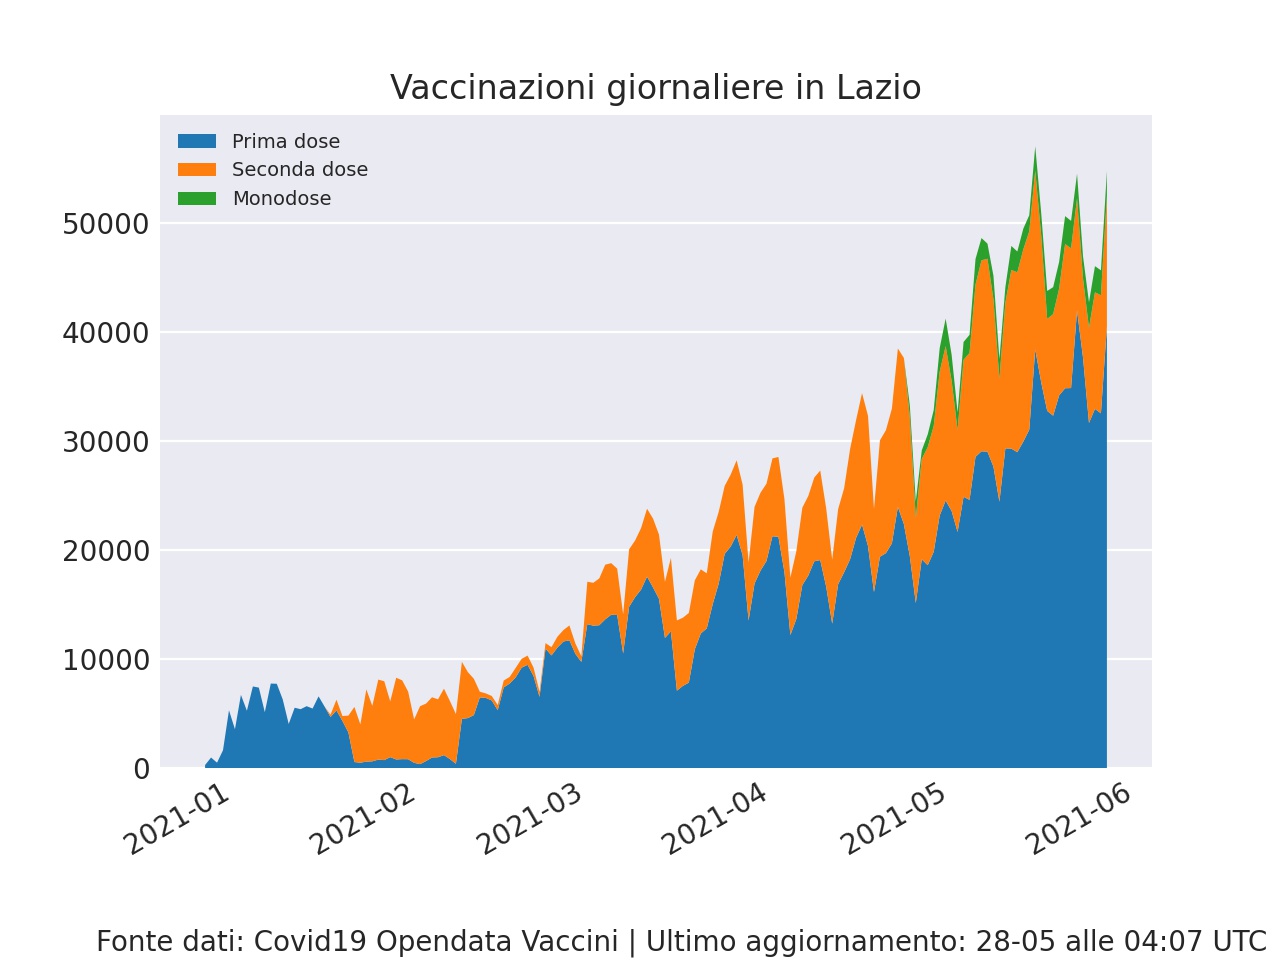 Vaccinazioni giornaliere in Lazio
Prima dose
Seconda dose
Monodose
50000
40000
30000
20000
10000
0
2021-01
2021-02
2021-03
2021-04
2021-05
2021-06
Fonte dati: Covid19 Opendata Vaccini | Ultimo aggiornamento: 28-05 alle 04:07 UTC